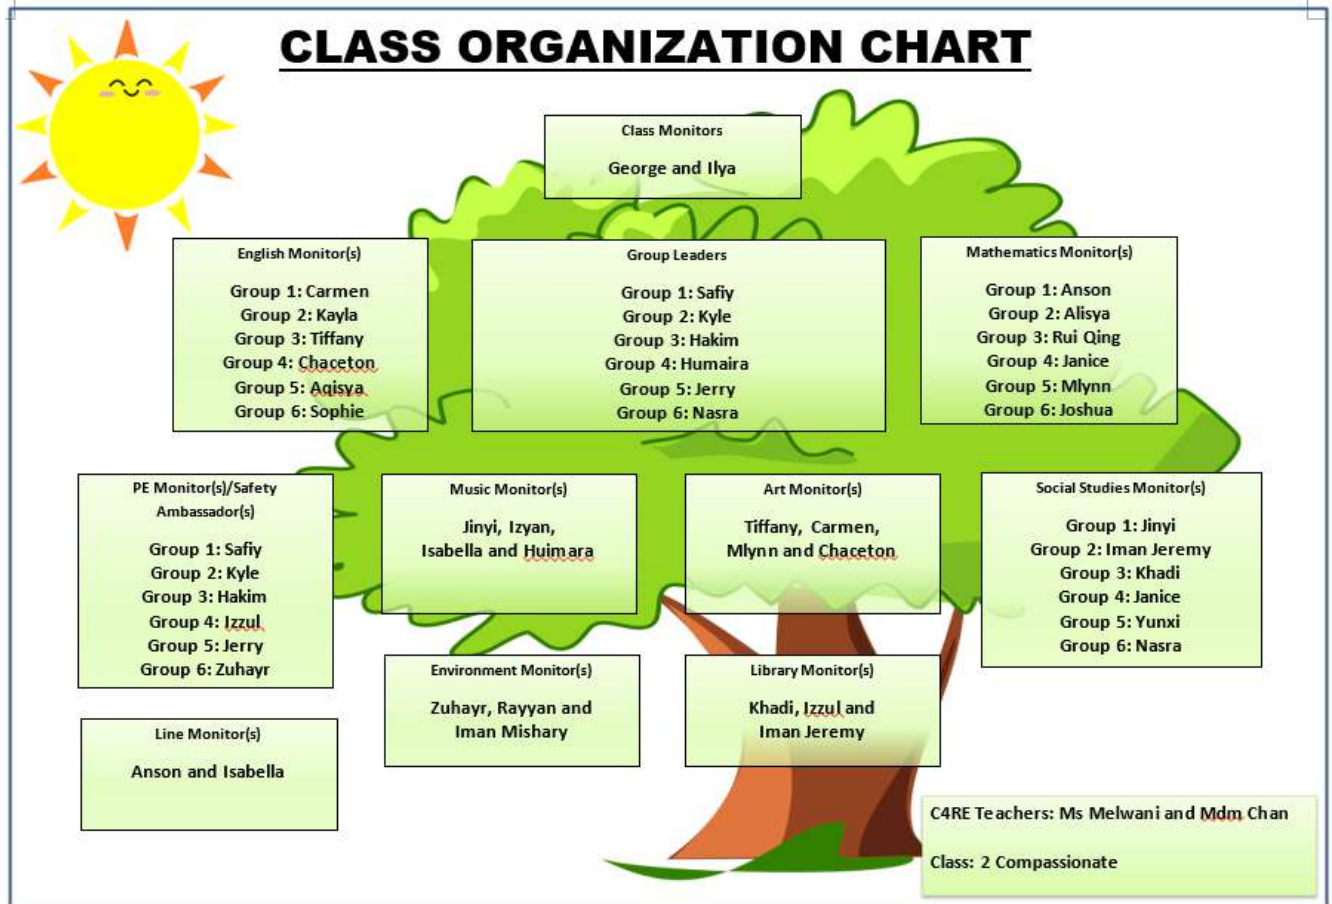 CLASS ORGANIZATION CHART
Class Monitors
George and Ilya
English Monitor(s)
Group 1: Carmen
Group 2: Kayla
Group 3: Tiffany
Group 4: Chaceton
Group 5: Aqisya
Group 6: Sophie
Group Leaders
Group 1: Safiy
Group 2: Kyle
Group 3: Hakim
Group 4: Humaira
Group 5: Jerry
Group 6: Nasra
Mathematics Monitor(s)
Group 1: Anson
Group 2: Alisya
Group 3: Rui Qing
Group 4: Janice
Group 5: Mlynn
Group 6: Joshua
PE Monitor(s)/Safety
Ambassador(s)
Group 1: Safiy
Group 2: Kyle
Group 3: Hakim
Group 4: Izzul
Group 5: Jerry
Group 6: Zuhayr
Music Monitor(s)
Jinyi, Izyan,
Isabella and Huimara
Art Monitor(s)
Tiffany, Carmen,
Mlynn and Chaceton
Social Studies Monitor(s)
Group 1: Jinyi
Group 2: Iman Jeremy
Group 3: Khadi
Group 4: Janice
Group 5: Yunxi
Group 6: Nasra
Environment Monitor(s)
Zuhayr, Rayyan and
Iman Mishary
Library Monitor(s)
Khadi, Izzul and
Iman Jeremy
Line Monitor(s)
Anson and Isabella
C4RE Teachers: Ms Melwani and Mdm Chan
Class: 2 Compassionate